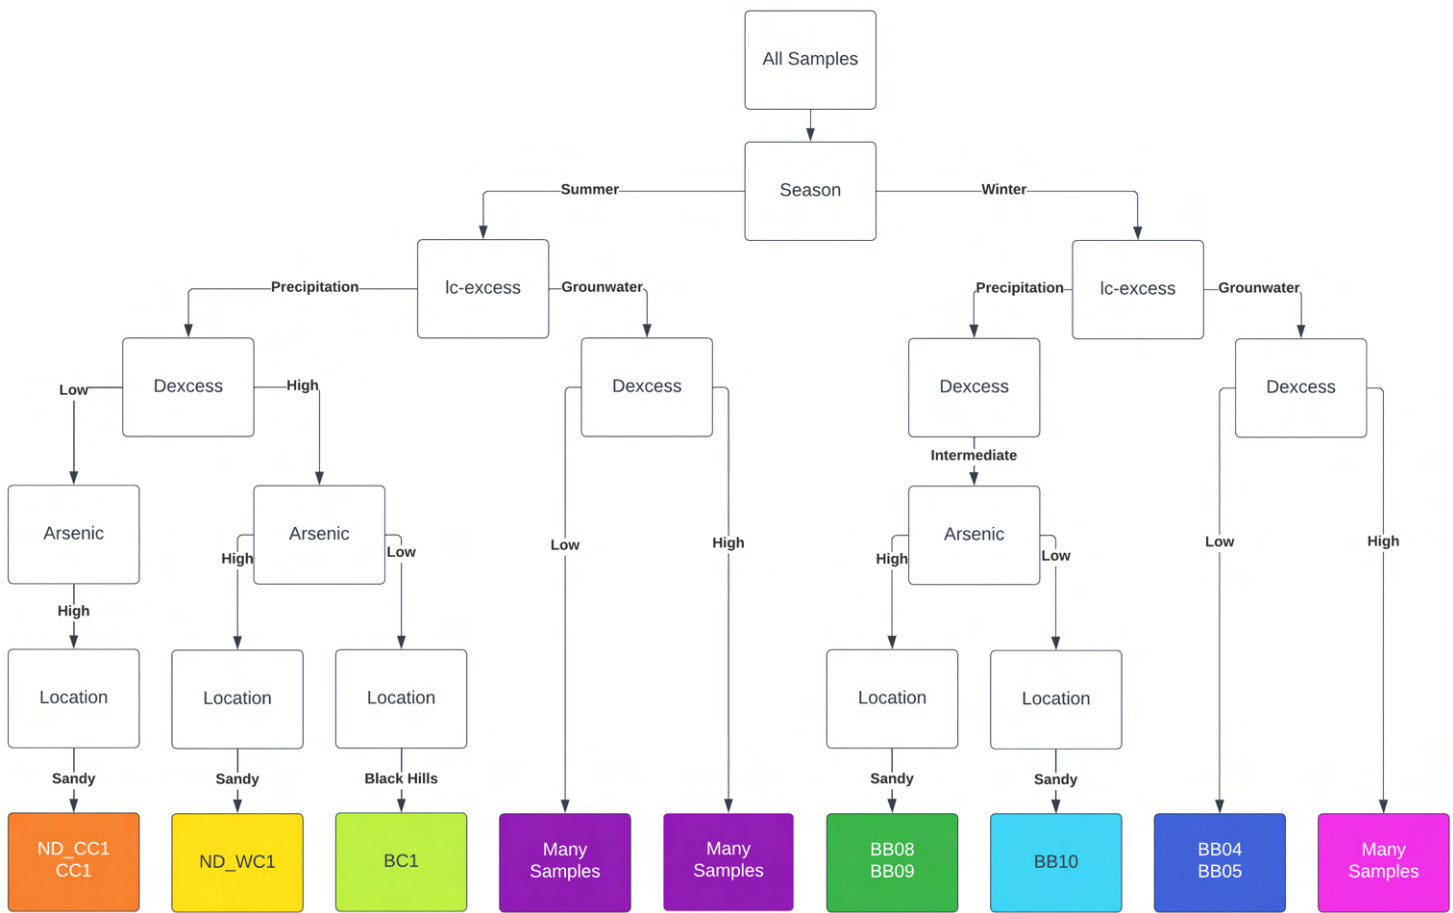 All Samples
Season
Summer
Winter
lc-excess
lc-excess
Precipitation
Grounwater
Precipitation
Grounwater
Dexcess
Dexcess
Dexcess
Dexcess
Low
High
Intermediate
Arsenic
Arsenic
Arsenic
High
Low
Low
High
High
Low
Low
High
High
Location
Location
Location
Location
Location
Sandy
Sandy
Black Hills
Sandy
Sandy
ND_CC1
CC1
ND_WC1
BC1
Many
Samples
Many
Samples
BB08
BB09
BB10
BB04
BB05
Many
Samples